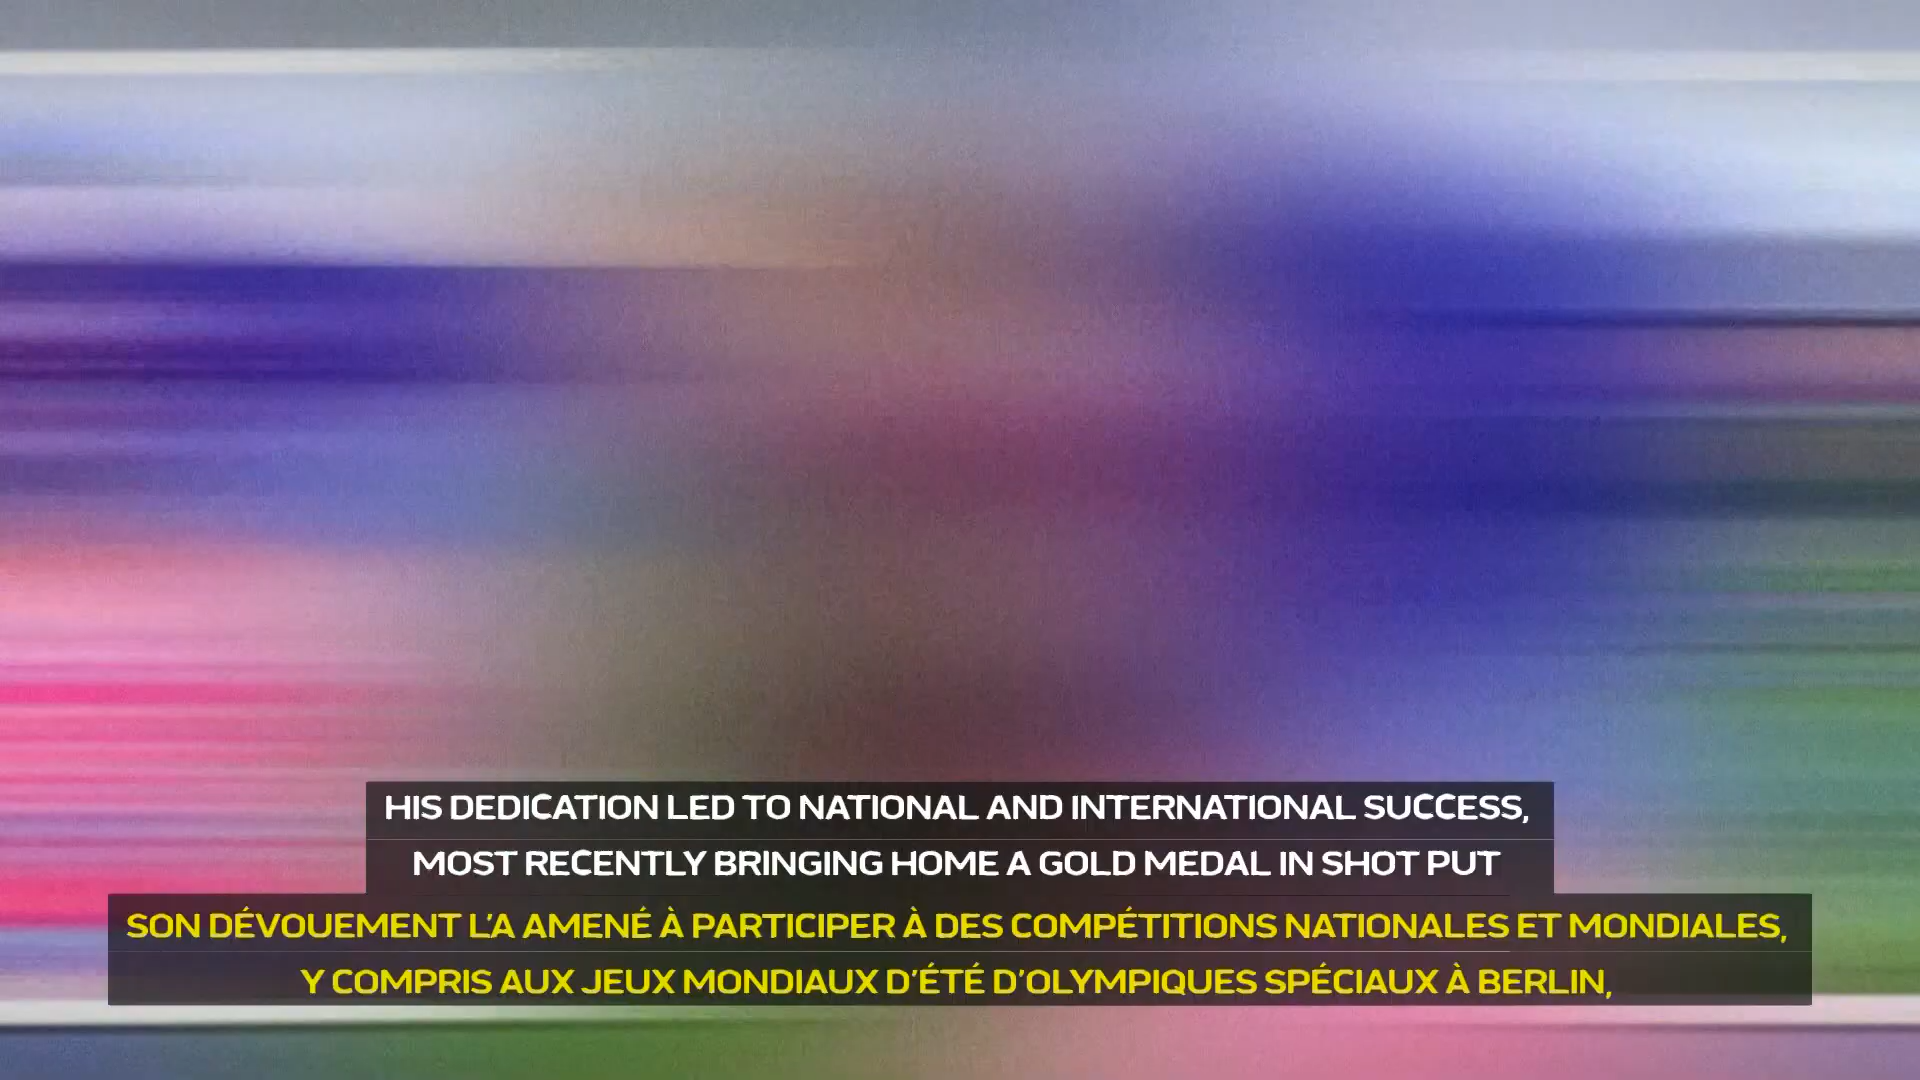 HIS DEDICATION LED TO NATIONAL AND INTERNATIONAL SUCCESS,
MOST RECENTLY BRINGING HOME A GOLD MEDAL IN SHOT PUT
SON DÉVOUEMENT L'A AMENÉ À PARTICIPER À DES COMPÉTITIONS NATIONALES ET MONDIALES,
Y COMPRIS AUX JEUX MONDIAUX D'ÉTÉ D'OLYMPIQUES SPÉCIAUX À BERLIN,